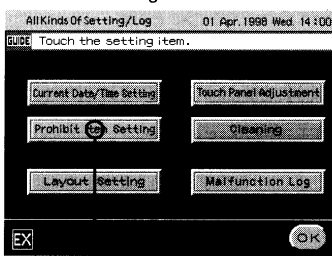 All Kinds Of Setting/Log 01 Apr. 1998 Wed 14:00
GUIDE Touch the setting item.
Current Date/Time Setting Touch Panel Adjustment
Prohibit Item Setting Cleaning
Layout Setting Malfunction Log
EX OK